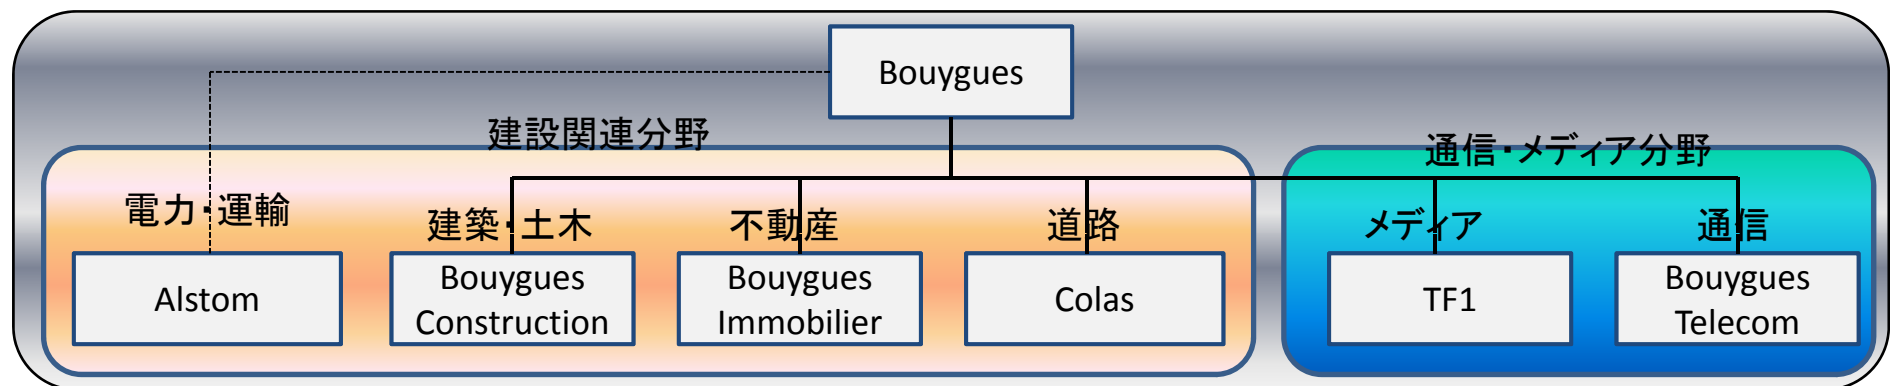 Bouygues
建設関連分野
通信・メディア分野
電力・運輸
建築・土木
不動産
道路
メディア
通信
Alstom
Bouygues
Construction
Bouygues
Immobilier
Colas
TF1
Bouygues
Telecom